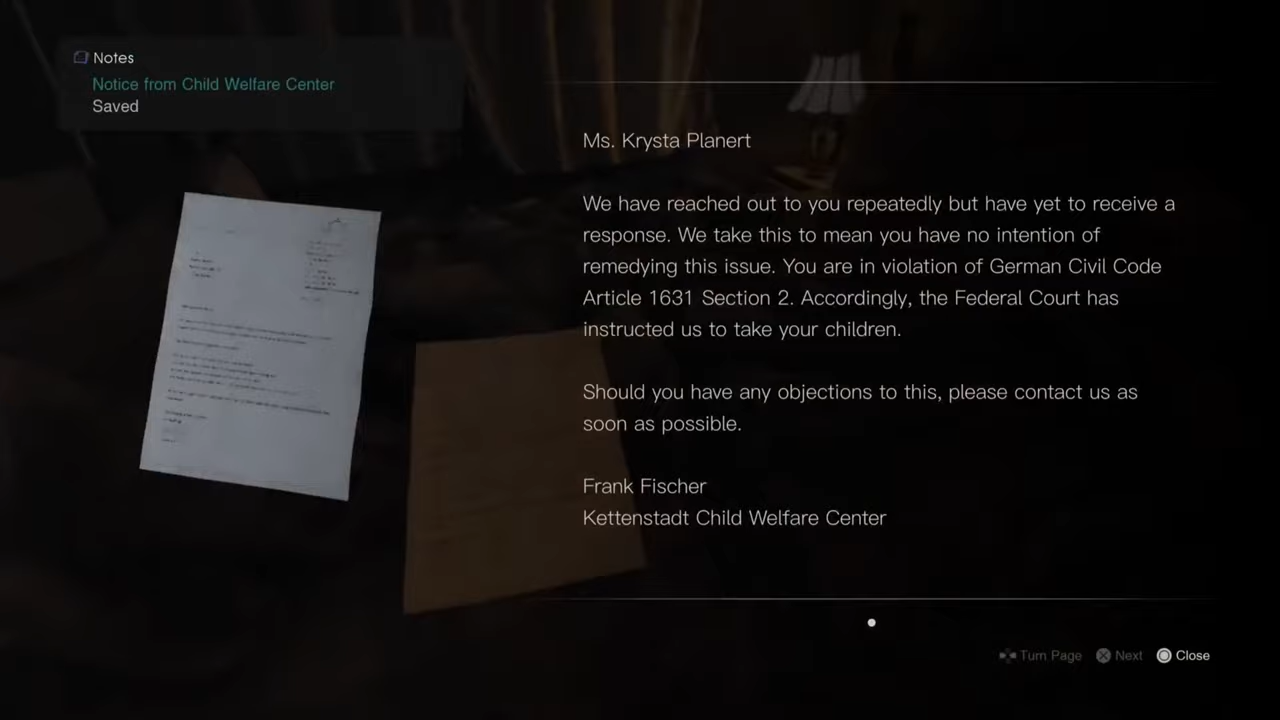 Notes
Notice from Child Welfare Center
Saved
Ms. Krysta Planert
We have reached out to you repeatedly but have yet to receive a
response. We take this to mean you have no intention of
remedying this issue. You are in violation of German Civil Code
Article 1631 Section 2. Accordingly, the Federal Court has
instructed us to take your children.
Should you have any objections to this, please contact us as
soon as possible.
Frank Fischer
Kettenstadt Child Welfare Center
Turn Page Next Close